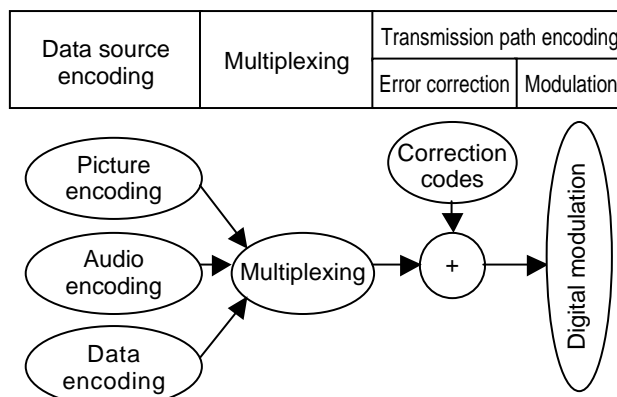 Data source
encoding
Multiplexing
Transmission path encoding
Error correction
Modulation
Picture
encoding
Audio
encoding
Data
encoding
Multiplexing
Correction
codes
+
Digital modulation